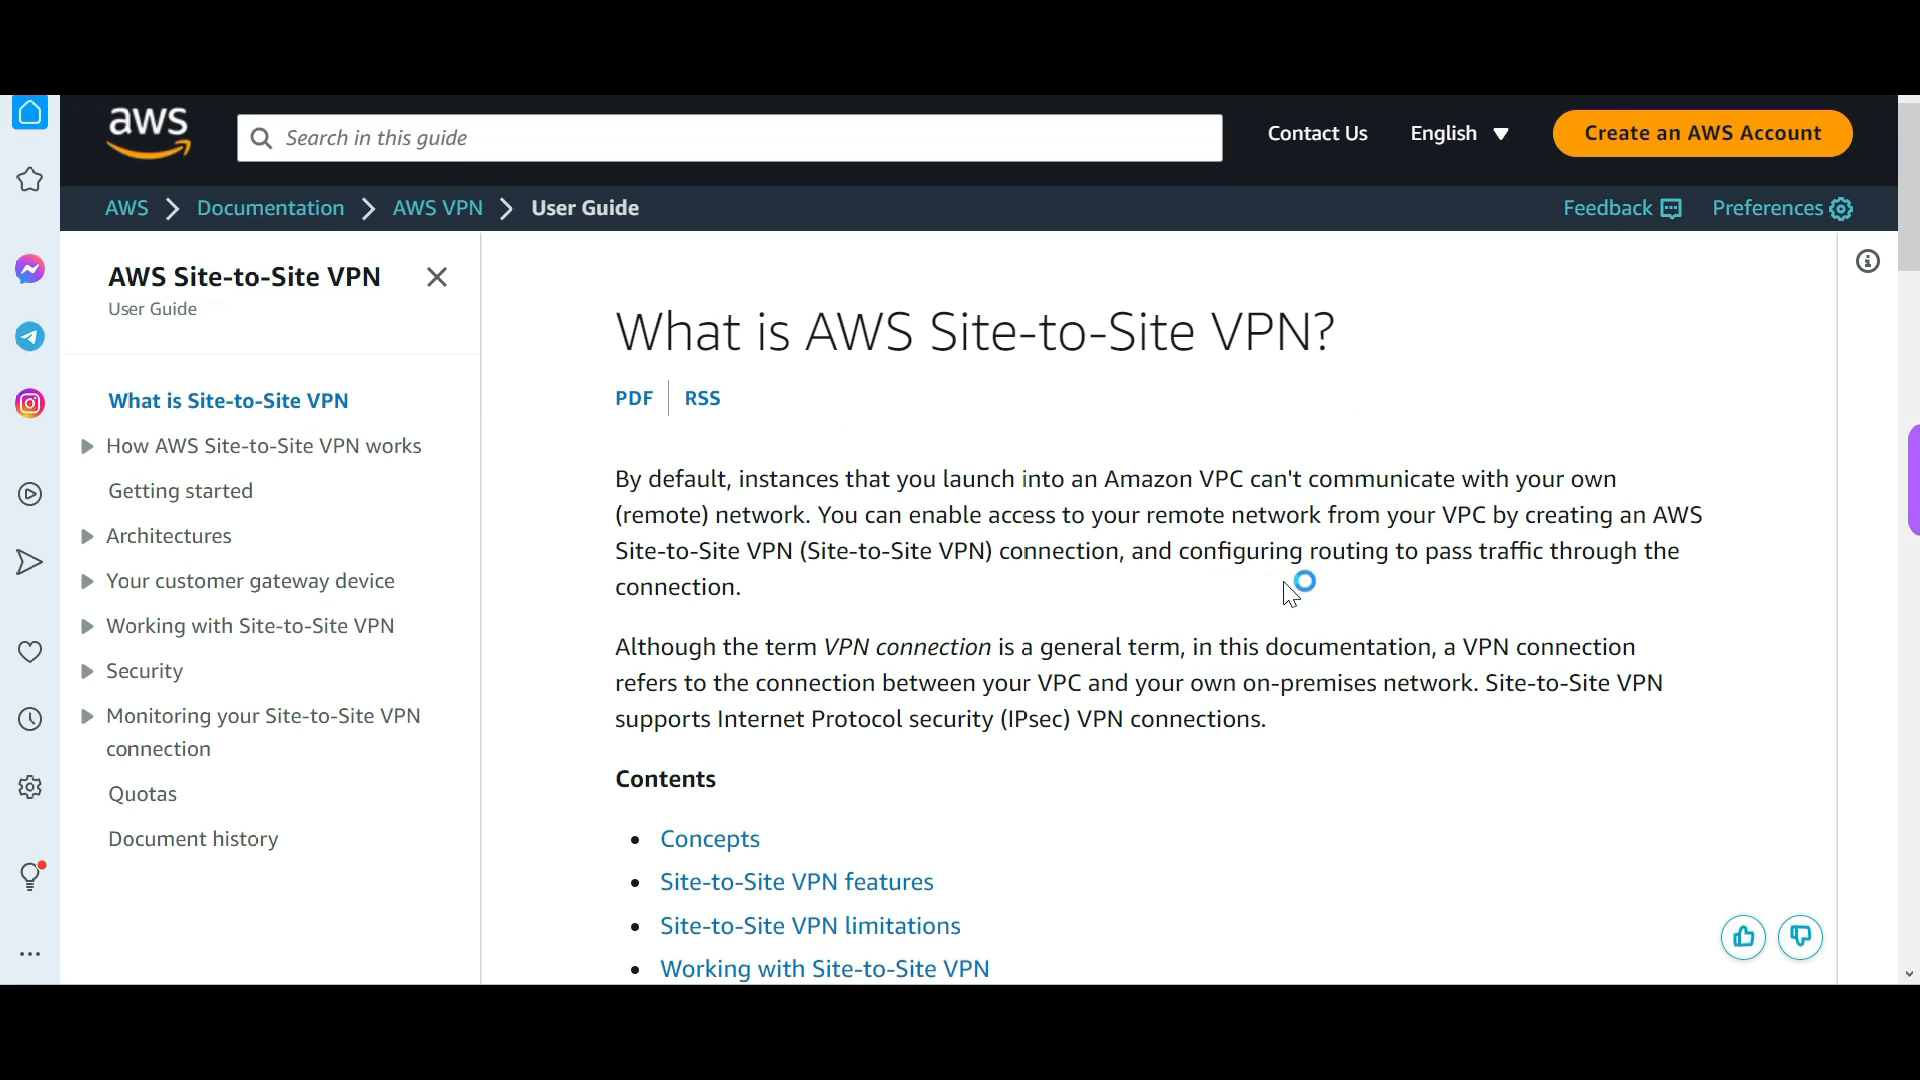 aws
Search in this guide
Contact Us
English
Create an AWS Account
AWS
Documentation
AWS VPN
User Guide
Feedback
Preferences
AWS Site-to-Site VPN
User Guide
What is Site-to-Site VPN
How AWS Site-to-Site VPN works
Getting started
Architectures
Your customer gateway device
Working with Site-to-Site VPN
Security
Monitoring your Site-to-Site VPN
connection
Quotas
Document history
What is AWS Site-to-Site VPN?
PDF
RSS
By default, instances that you launch into an Amazon VPC can't communicate with your own
(remote) network. You can enable access to your remote network from your VPC by creating an AWS
Site-to-Site VPN (Site-to-Site VPN) connection, and configuring routing to pass traffic through the
connection.
Although the term VPN connection is a general term, in this documentation, a VPN connection
refers to the connection between your VPC and your own on-premises network. Site-to-Site VPN
supports Internet Protocol security (IPsec) VPN connections.
Contents
Concepts
Site-to-Site VPN features
Site-to-Site VPN limitations
Working with Site-to-Site VPN